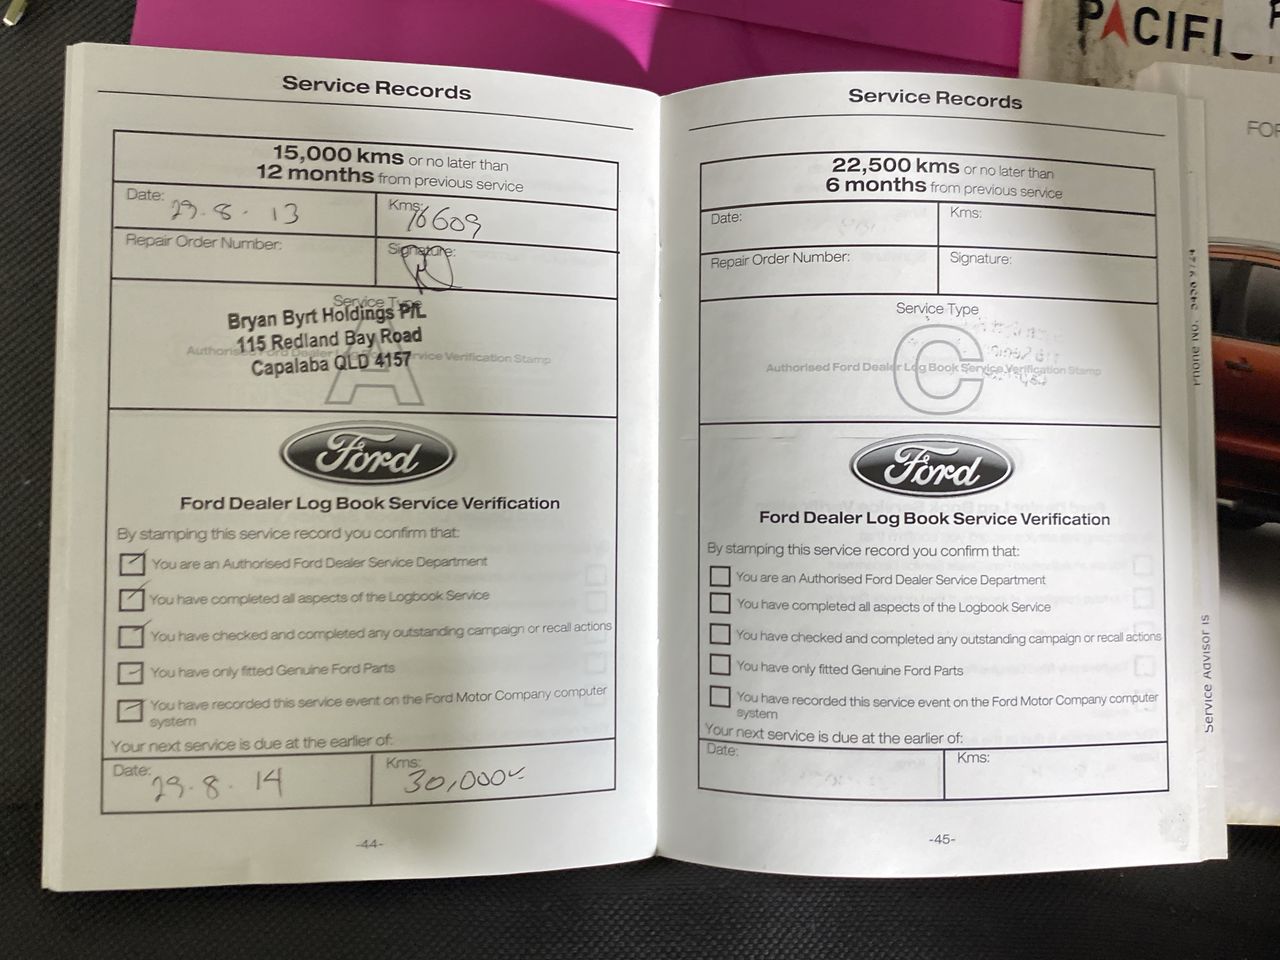 PACIFI
FOR
Service Records
15,000 kms or no later than
12 months from previous service
Date: 29.8.13
Kms: 16609
Repair Order Number:
Signature:
Service Type
A
Bryan Byrt Holdings P/L
115 Redland Bay Road
Capalaba QLD 4157
Authorised Ford Dealer Log Book Service Verification Stamp
Ford
Ford Dealer Log Book Service Verification
By stamping this service record you confirm that:
You are an Authorised Ford Dealer Service Department
You have completed all aspects of the Logbook Service
You have checked and completed any outstanding campaign or recall actions
You have only fitted Genuine Ford Parts
You have recorded this service event on the Ford Motor Company computer
system
Your next service is due at the earlier of:
Date: 29.8.14
Kms: 30,000
-44-
Service Records
22,500 kms or no later than
6 months from previous service
Date:
Kms:
Repair Order Number:
Signature:
Service Type
C
Authorised Ford Dealer Log Book Service Verification Stamp
Ford
Ford Dealer Log Book Service Verification
By stamping this service record you confirm that:
You are an Authorised Ford Dealer Service Department
You have completed all aspects of the Logbook Service
You have checked and completed any outstanding campaign or recall actions
You have only fitted Genuine Ford Parts
You have recorded this service event on the Ford Motor Company computer
system
Your next service is due at the earlier of:
Date:
Kms:
-45-
Phone No.
Service Advisor is